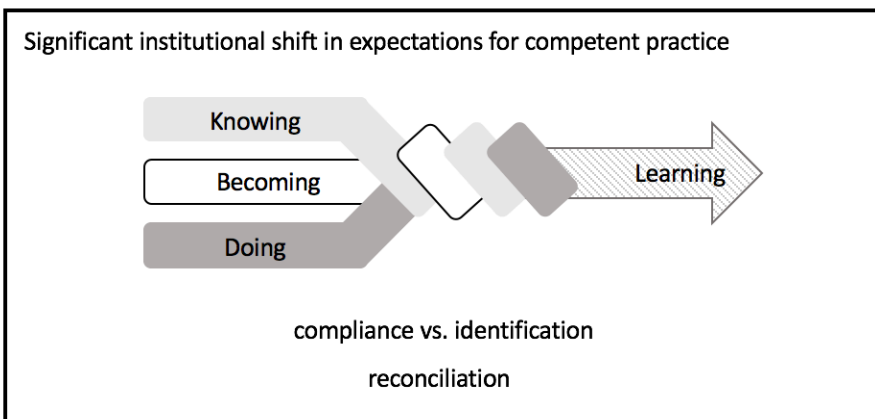 Significant institutional shift in expectations for competent practice
Knowing
Becoming
Doing
Learning
compliance vs. identification
reconciliation